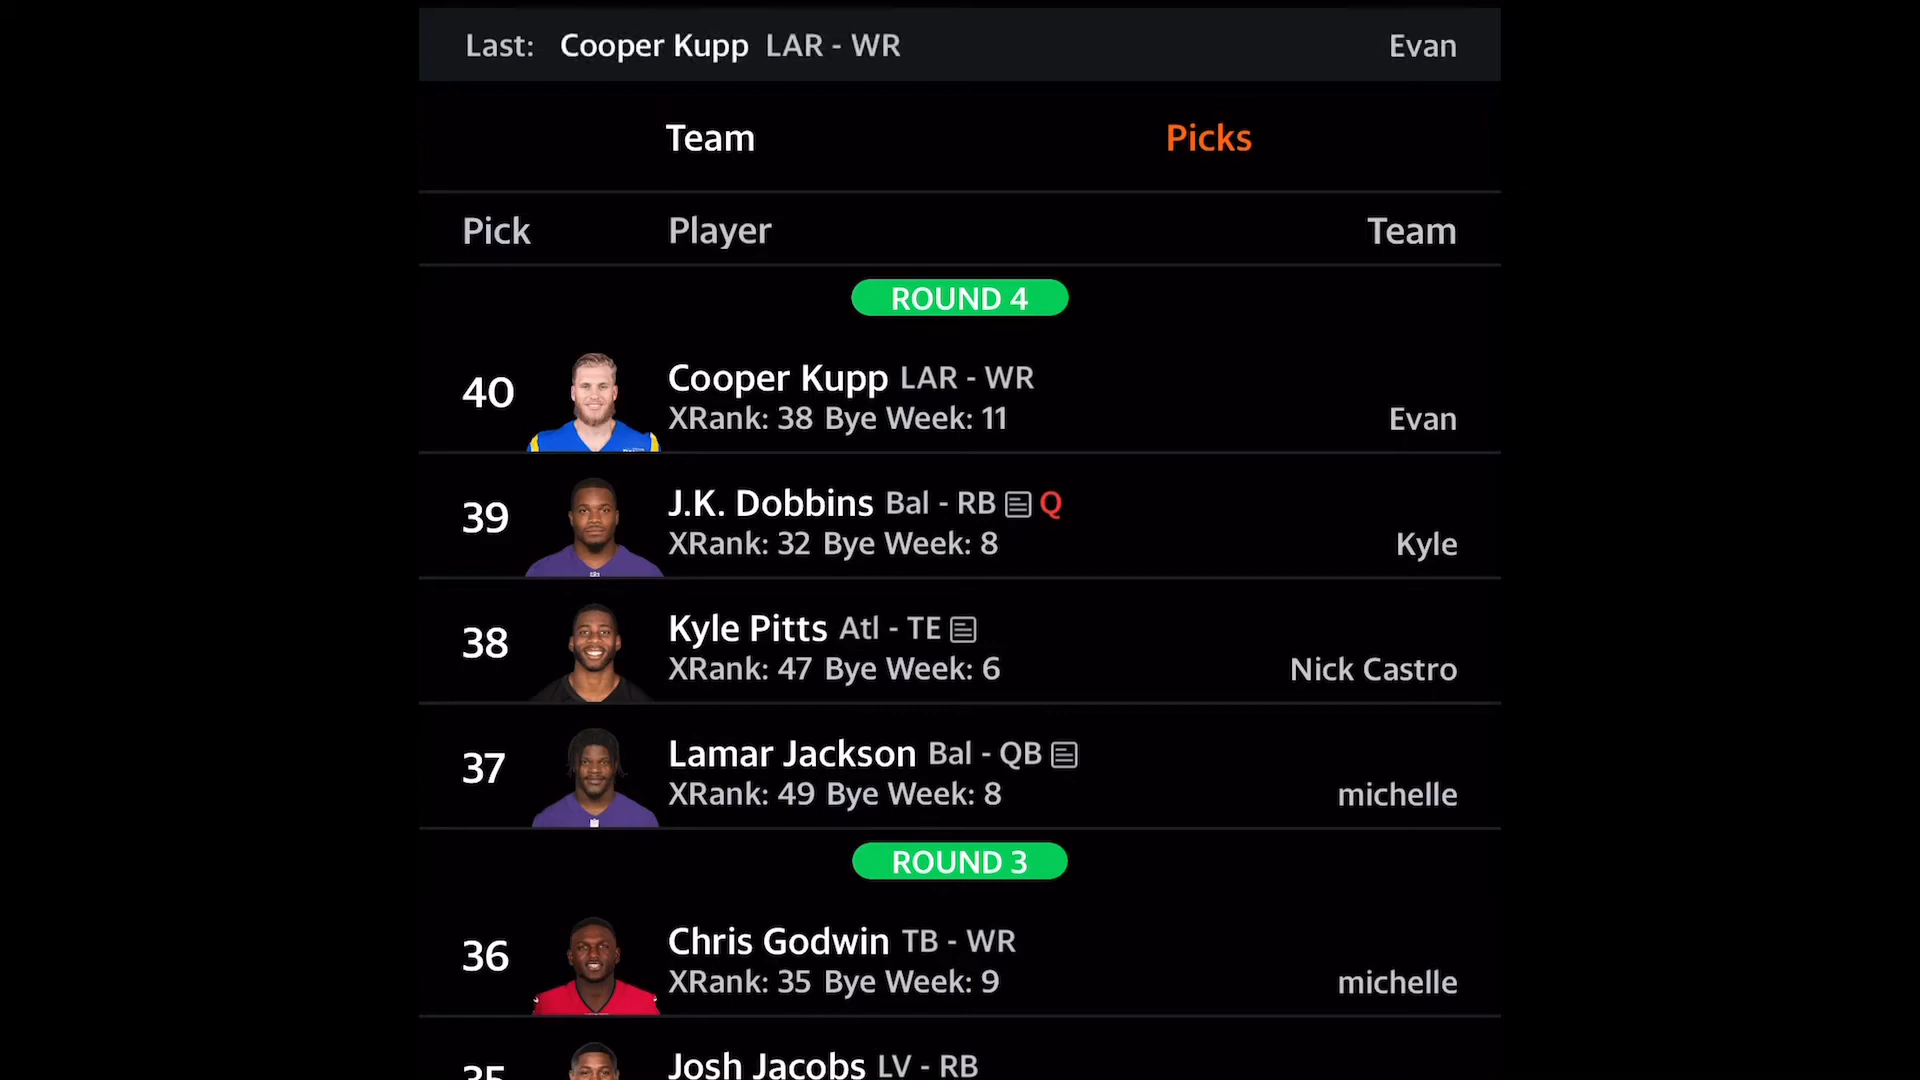 Last: Cooper Kupp LAR - WR Evan
Team Picks
Pick Player Team
ROUND 4
40 Cooper Kupp LAR - WR
XRank: 38 Bye Week: 11 Evan
39 J.K. Dobbins Bal - RB Q
XRank: 32 Bye Week: 8 Kyle
38 Kyle Pitts Atl - TE
XRank: 47 Bye Week: 6 Nick Castro
37 Lamar Jackson Bal - QB
XRank: 49 Bye Week: 8 michelle
ROUND 3
36 Chris Godwin TB - WR
XRank: 35 Bye Week: 9 michelle
35 Josh Jacobs LV - RB